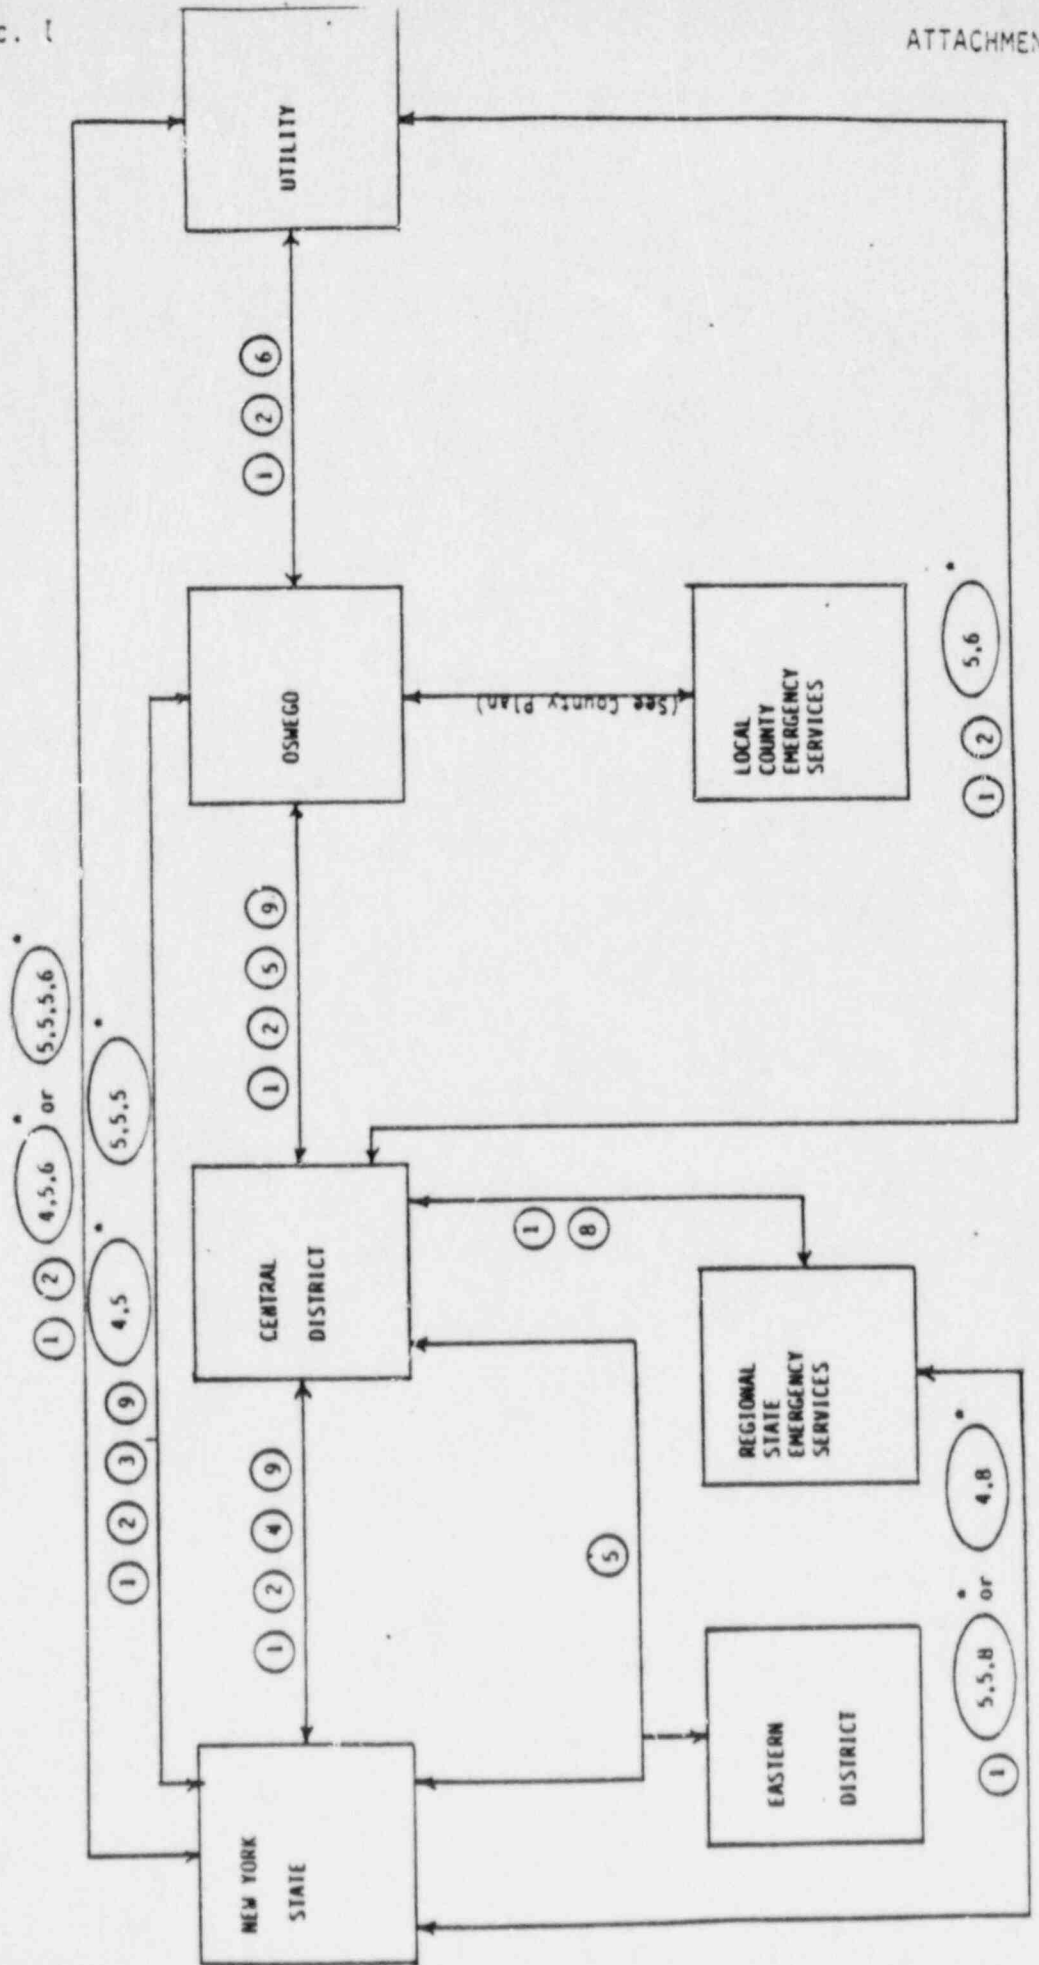 c. I
ATTACHMEN
UTILITY
1 2 6
OSWEGO
(See County Plan)
LOCAL
COUNTY
EMERGENCY
SERVICES
1 2 5,6 *
1 2 4,5,6 * or 5,5,5,6 *
1 2 3 9 4,5 * 5,5,5 *
1 2 5 9
CENTRAL
DISTRICT
1 8
REGIONAL
STATE
EMERGENCY
SERVICES
1 2 4 9
5
NEW YORK
STATE
EASTERN
DISTRICT
1 5,5,8 * or 4,8 *